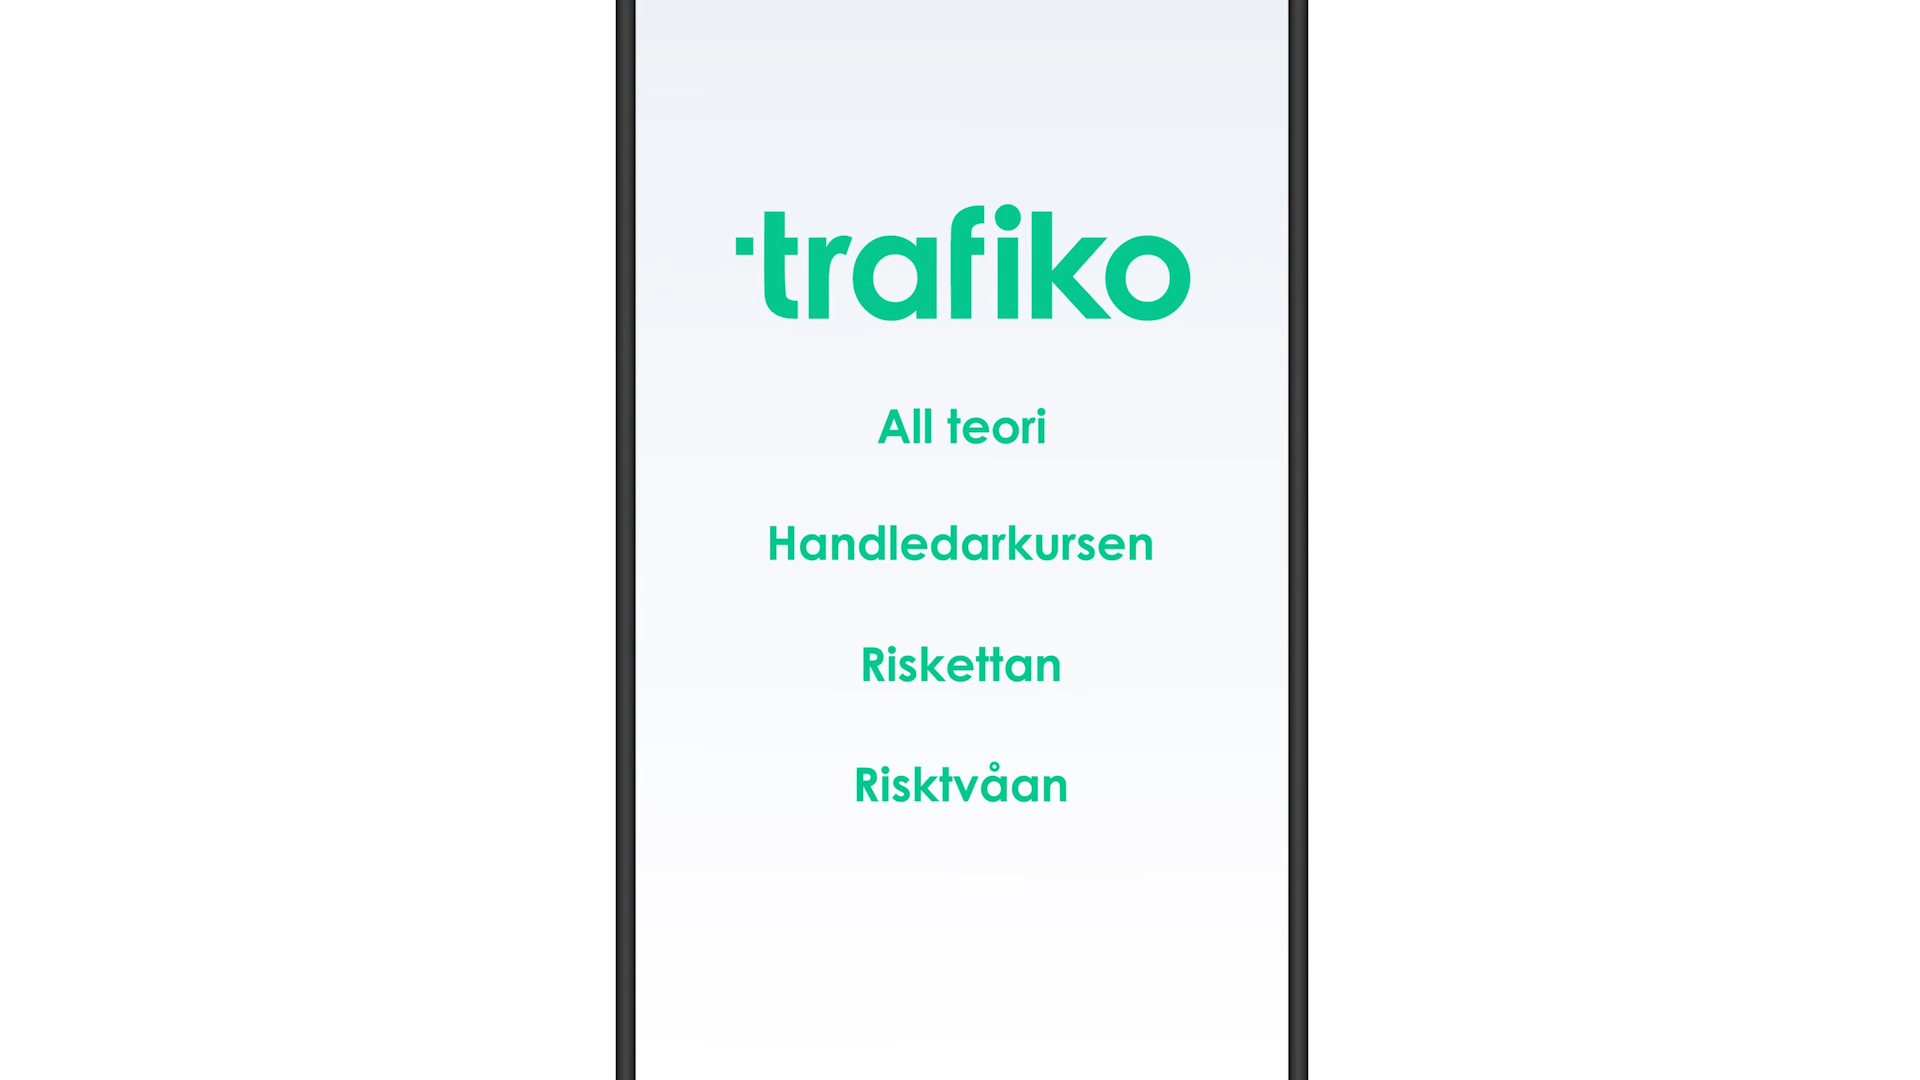 trafiko
All teori
Handledarkursen
Riskettan
Risktvåan